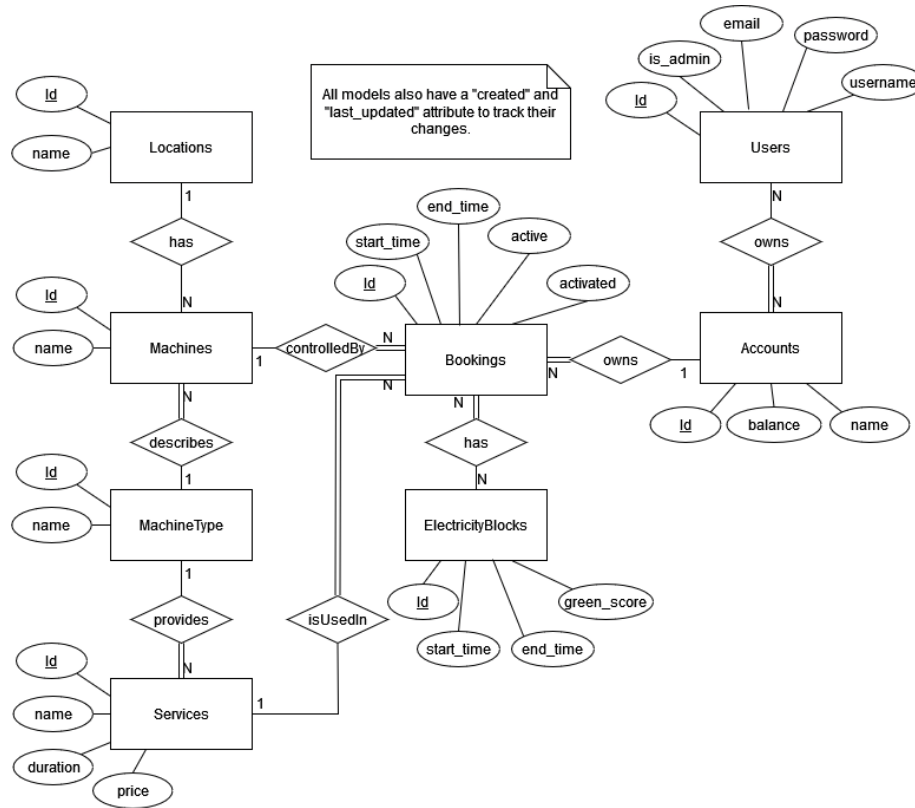 email
password
is_admin
username
Id
Users
Id
name
Locations
All models also have a "created" and
"last_updated" attribute to track their
changes.
1
N
has
owns
end_time
start_time
active
Id
activated
N
N
Id
name
Machines
1
controlledBy
N
N
Bookings
N
owns
1
Accounts
N
N
describes
has
Id
balance
name
1
N
Id
name
MachineType
ElectricityBlocks
1
provides
isUsedIn
Id
green_score
start_time
end_time
N
Id
name
duration
price
Services
1